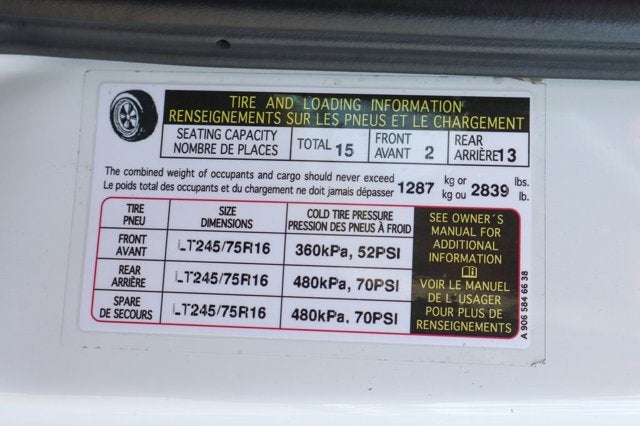 TIRE AND LOADING INFORMATION
RENSEIGNEMENTS SUR LES PNEUS ET LE CHARGEMENT
SEATING CAPACITY
NOMBRE DE PLACES
TOTAL 15
FRONT
AVANT 2
REAR
ARRIÈRE 13
The combined weight of occupants and cargo should never exceed
Le poids total des occupants et du chargement ne doit jamais dépasser
1287 kg or
kg ou
2839 lbs.
lb.
TIRE
PNEU
SIZE
DIMENSIONS
COLD TIRE PRESSURE
PRESSION DES PNEUS À FROID
FRONT
AVANT
LT245/75R16
360kPa, 52PSI
REAR
ARRIÈRE
LT245/75R16
480kPa, 70PSI
SPARE
DE SECOURS
LT245/75R16
480kPa, 70PSI
SEE OWNER´S
MANUAL FOR
ADDITIONAL
INFORMATION
VOIR LE MANUEL
DE L´USAGER
POUR PLUS DE
RENSEIGNEMENTS
A 906 584 66 38